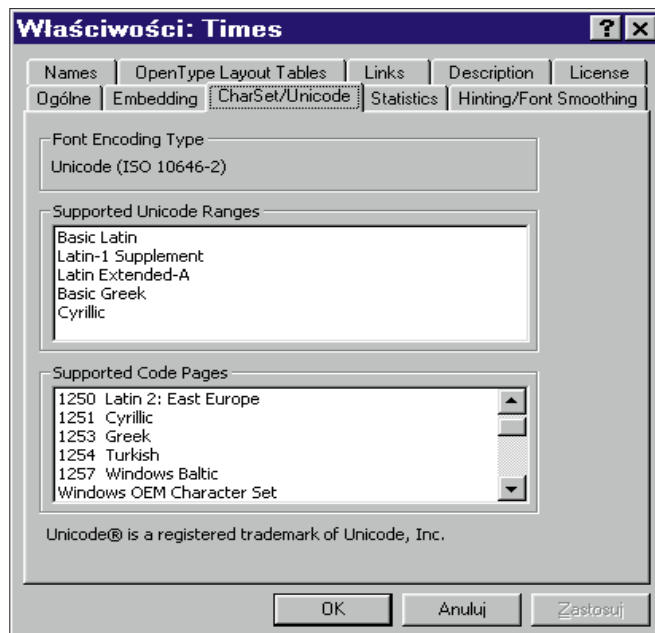 Właściwości: Times
Names OpenType Layout Tables Links Description License
Ogólne Embedding CharSet/Unicode Statistics Hinting/Font Smoothing
Font Encoding Type
Unicode (ISO 10646-2)
Supported Unicode Ranges
Basic Latin
Latin-1 Supplement
Latin Extended-A
Basic Greek
Cyrillic
Supported Code Pages
1250 Latin 2: East Europe
1251 Cyrillic
1253 Greek
1254 Turkish
1257 Windows Baltic
Windows OEM Character Set
Unicode® is a registered trademark of Unicode, Inc.
OK Anuluj Zastosuj